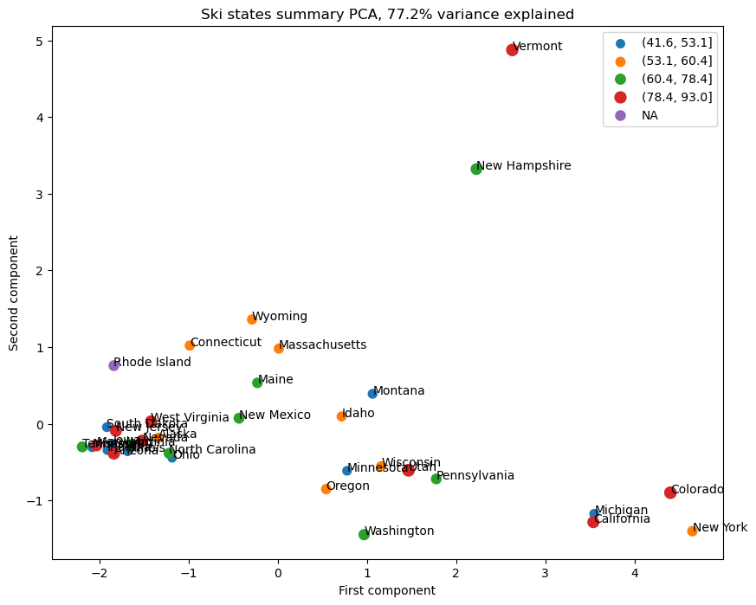 Ski states summary PCA, 77.2% variance explained
5
4
3
2
1
0
−1
Second component
(41.6, 53.1]
(53.1, 60.4]
(60.4, 78.4]
(78.4, 93.0]
NA
Vermont
New Hampshire
Wyoming
Connecticut
Massachusetts
Rhode Island
Maine
Montana
New Mexico
Idaho
West Virginia
South Dakota
New Jersey
Alaska
Nevada
North Carolina
Ohio
Arizona
Wisconsin
Minnesota
Utah
Pennsylvania
Oregon
Colorado
Michigan
California
New York
Washington
−2
−1
0
1
2
3
4
First component